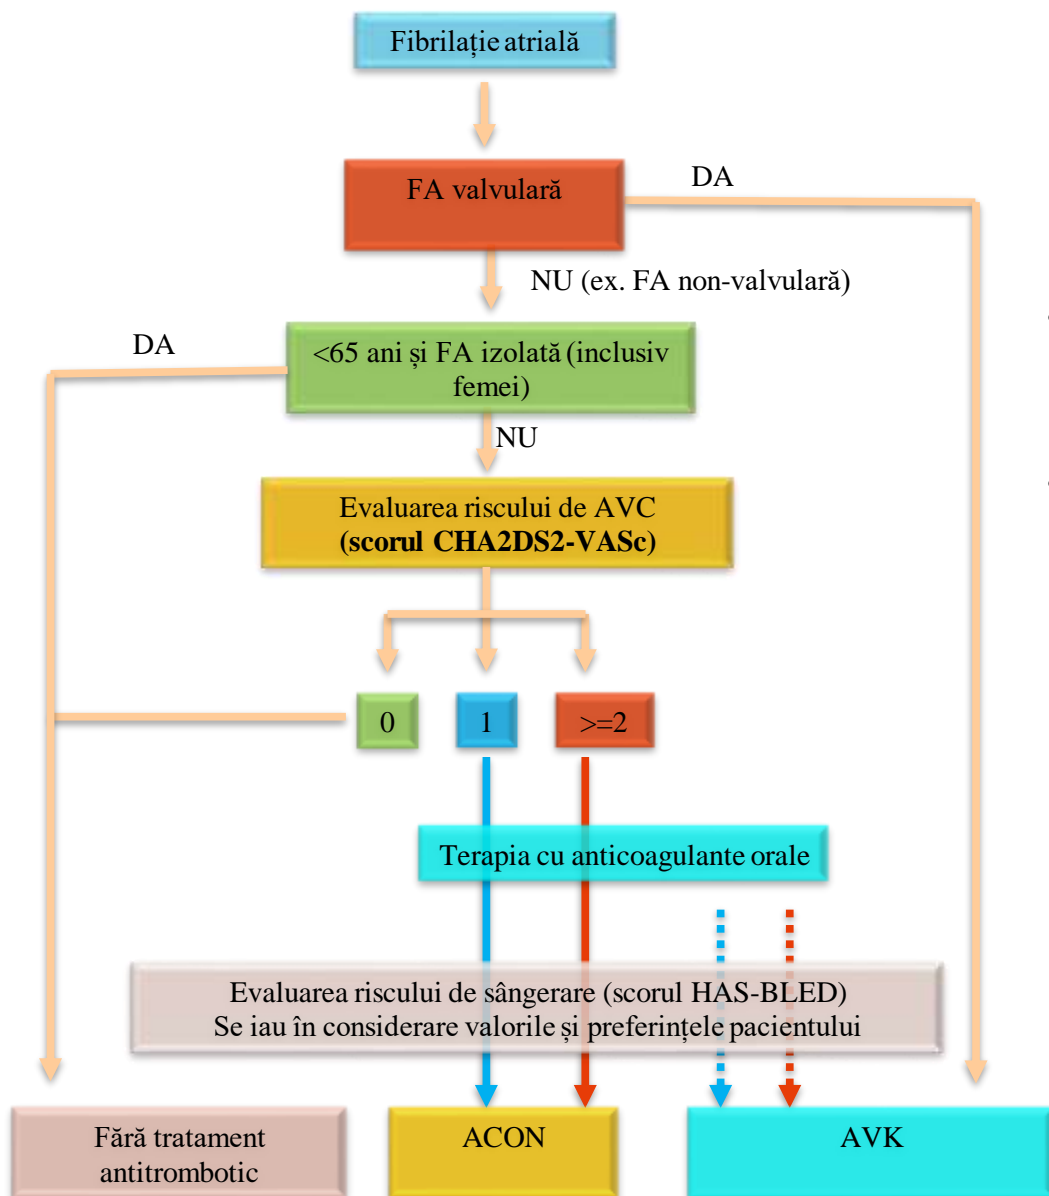 Fibrilație atrială
FA valvulară
DA
NU (ex. FA non-valvulară)
DA
<65 ani și FA izolată (inclusiv
femei)
NU
Evaluarea riscului de AVC
(scorul CHA2DS2-VASc)
0
1
>=2
Terapia cu anticoagulante orale
Evaluarea riscului de sângerare (scorul HAS-BLED)
Se iau în considerare valorile și preferințele pacientului
Fără tratament
antitrombotic
ACON
AVK